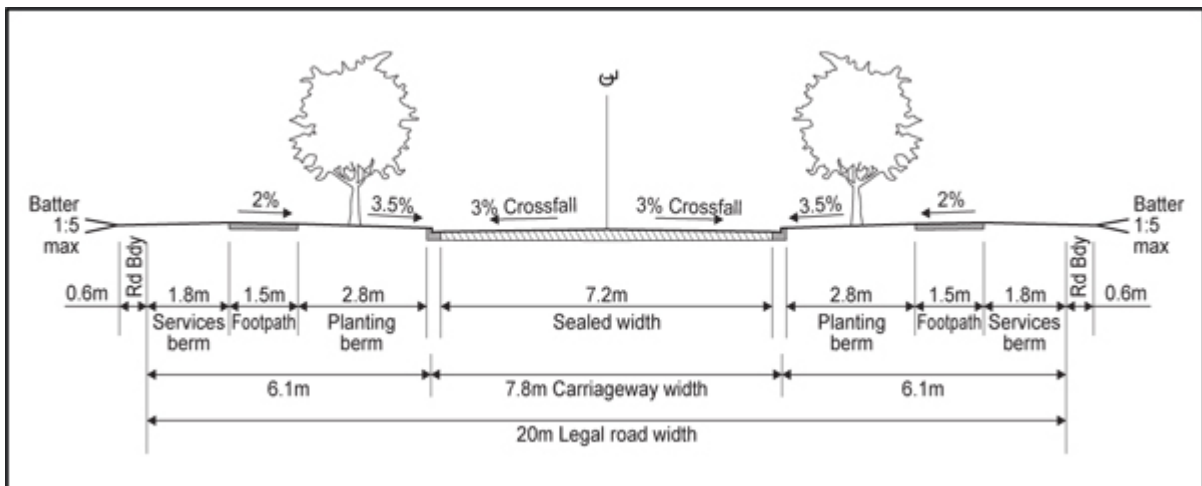 ℄
2%
3.5%
3% Crossfall
3% Crossfall
3.5%
2%
Batter
1:5
max
Batter
1:5
max
Rd Bdy
Rd Bdy
0.6m
1.8m
1.5m
2.8m
7.2m
2.8m
1.5m
1.8m
0.6m
Services
berm
Footpath
Planting
berm
Sealed width
Planting
berm
Footpath
Services
berm
6.1m
7.8m Carriageway width
6.1m
20m Legal road width